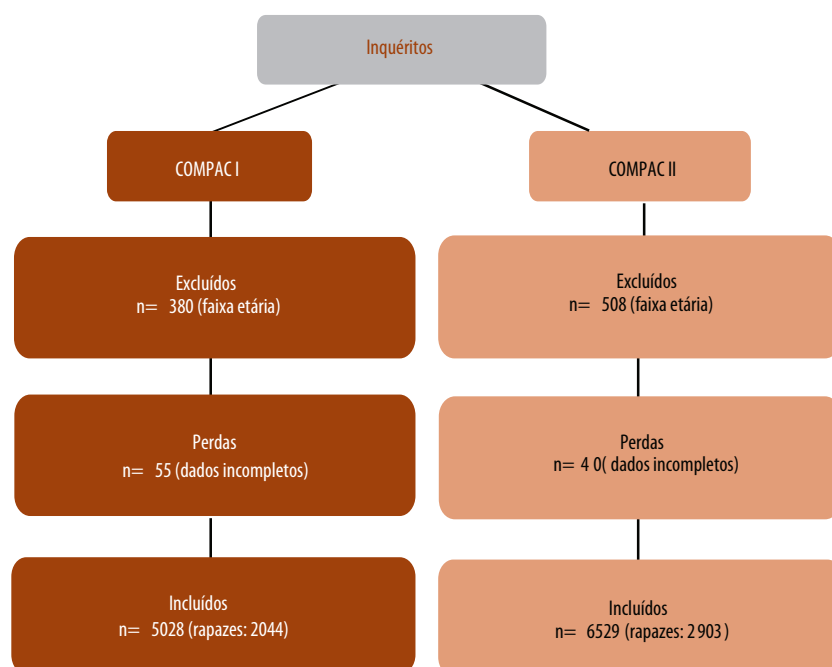 Inquéritos
COMPAC I
Excluídos
n= 380 (faixa etária)
Perdas
n= 55 (dados incompletos)
Incluídos
n= 5028 (rapazes: 2044)
COMPAC II
Excluídos
n= 508 (faixa etária)
Perdas
n= 4 0( dados incompletos)
Incluídos
n= 6529 (rapazes: 2 903 )